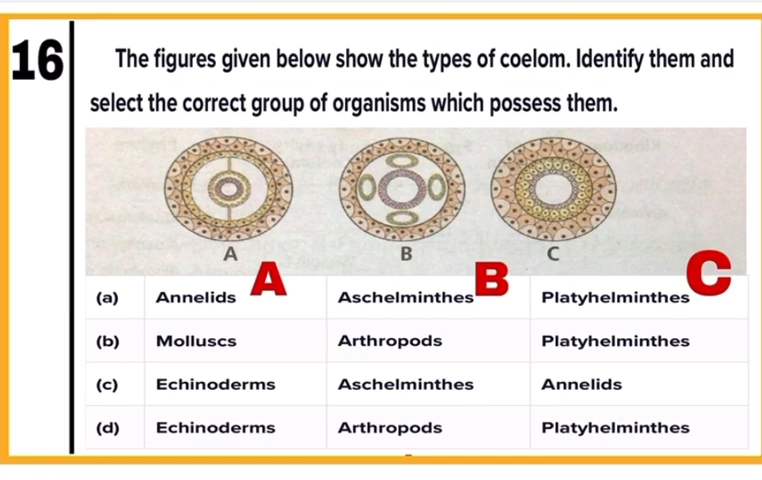 16
The figures given below show the types of coelom. Identify them and
select the correct group of organisms which possess them.
A B C
A B C
(a) Annelids Aschelminthes Platyhelminthes
(b) Molluscs Arthropods Platyhelminthes
(c) Echinoderms Aschelminthes Annelids
(d) Echinoderms Arthropods Platyhelminthes